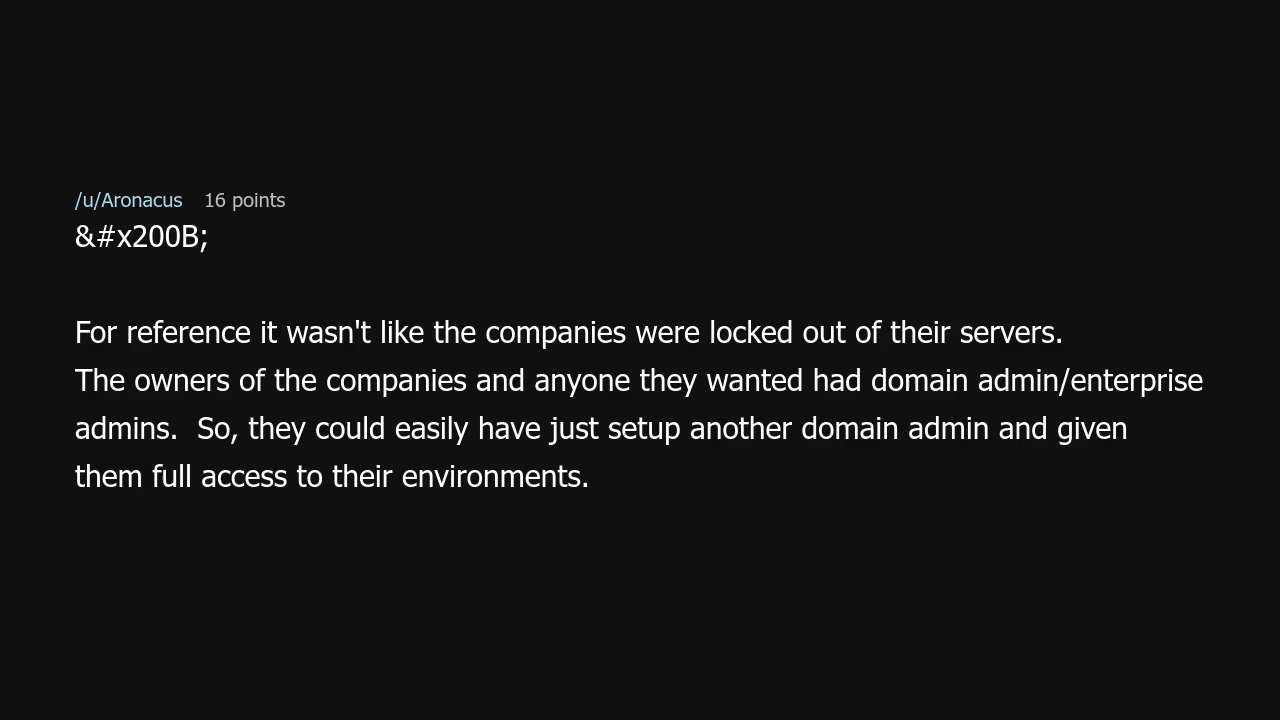 /u/Aronacus 16 points
&#x200B;
For reference it wasn't like the companies were locked out of their servers.
The owners of the companies and anyone they wanted had domain admin/enterprise
admins.  So, they could easily have just setup another domain admin and given
them full access to their environments.